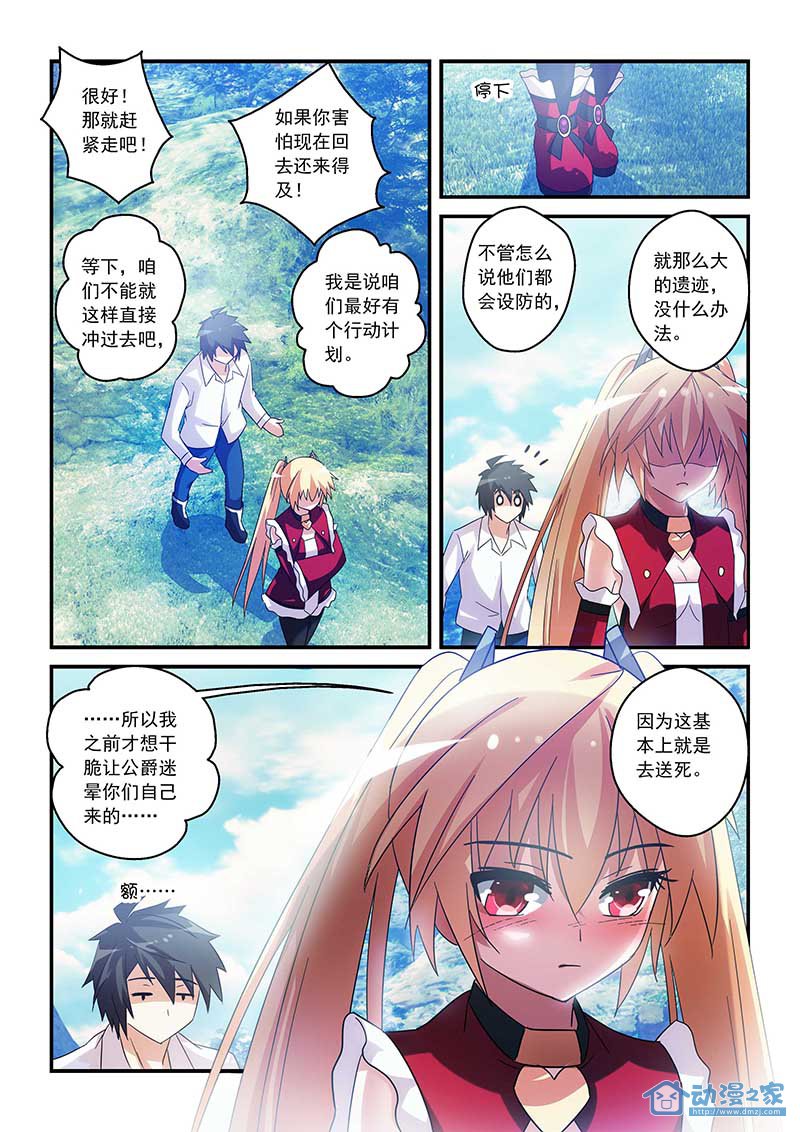 很好！
那就赶
紧走吧！
如果你害
怕现在回
去还来得
及！
等下，咱
们不能就
这样直接
冲过去吧，
我是说咱
们最好有
个行动计
划。
停下
就那么大
的遗迹，
没什么办
法。
不管怎么
说他们都
会设防的，
……所以我
之前才想干
脆让公爵迷
晕你们自己
来的……
额……
因为这基
本上就是
去送死。
动漫之家
http://www.dmzj.com